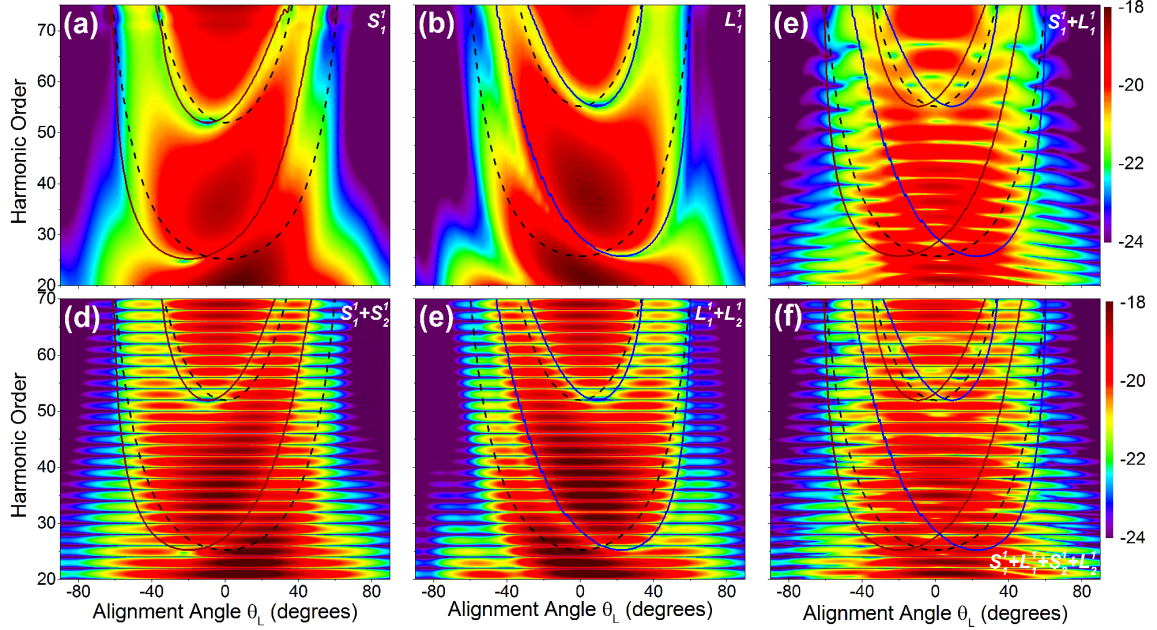 (a) S₁¹
(b) L₁¹
(e) S₁¹+L₁¹
Harmonic Order
70
60
50
40
30
20
-18
-20
-22
-24
(d) S₁¹+S₂¹
(e) L₁¹+L₂¹
(f)
S₁¹+L₁¹+S₂¹+L₂¹
Harmonic Order
70
60
50
40
30
20
-18
-20
-22
-24
-80 -40 0 40 80
-80 -40 0 40 80
-80 -40 0 40 80
Alignment Angle θL (degrees)
Alignment Angle θL (degrees)
Alignment Angle θL (degrees)